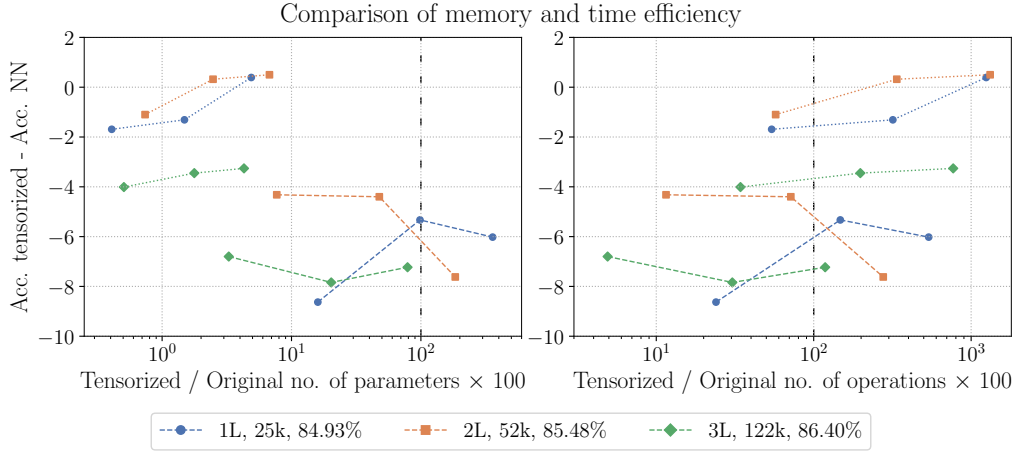 Comparison of memory and time efficiency
Acc. tensorized - Acc. NN
2
0
−2
−4
−6
−8
−10
10^0
10^1
10^2
Tensorized / Original no. of parameters × 100
2
0
−2
−4
−6
−8
−10
10^1
10^2
10^3
Tensorized / Original no. of operations × 100
1L, 25k, 84.93%
2L, 52k, 85.48%
3L, 122k, 86.40%